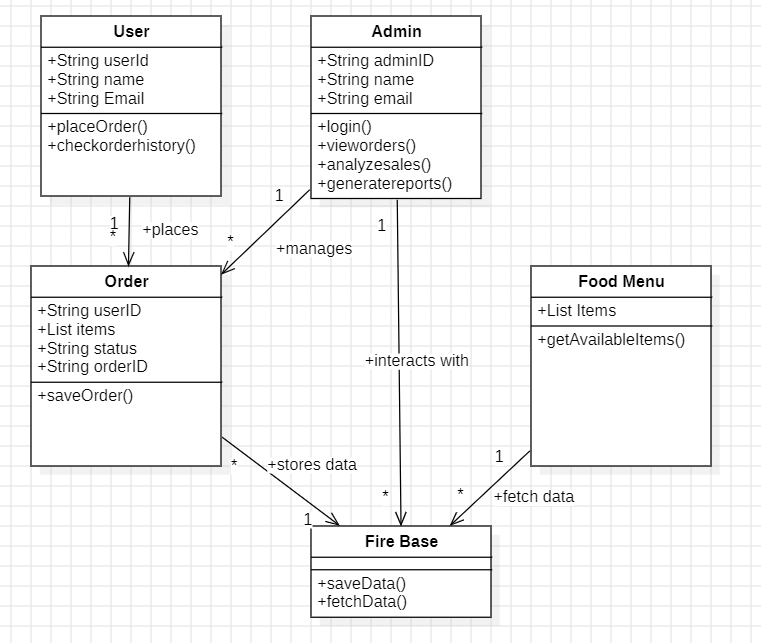 User
+String userId
+String name
+String Email
+placeOrder()
+checkorderhistory()
Admin
+String adminID
+String name
+String email
+login()
+vieworders()
+analyzesales()
+generatereports()
1
*
+places
1
*
+manages
1
Order
+String userID
+List items
+String status
+String orderID
+saveOrder()
Food Menu
+List Items
+getAvailableItems()
+interacts with
*
+stores data
1
*
1
*
+fetch data
Fire Base
+saveData()
+fetchData()